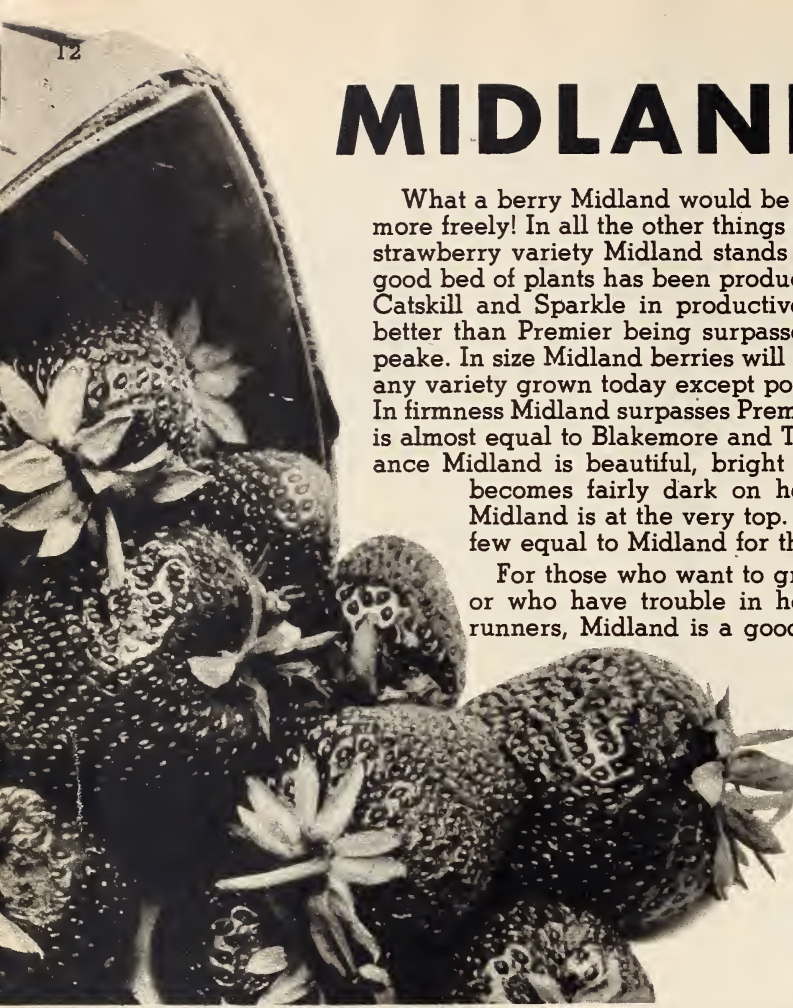 12
MIDLAN
What a berry Midland would be
more freely! In all the other things
strawberry variety Midland stands
good bed of plants has been produ
Catskill and Sparkle in productiv
better than Premier being surpass
peake. In size Midland berries will
any variety grown today except po
In firmness Midland surpasses Prem
is almost equal to Blakemore and T
ance Midland is beautiful, bright
becomes fairly dark on h
Midland is at the very top.
few equal to Midland for th
For those who want to g
or who have trouble in h
runners, Midland is a good